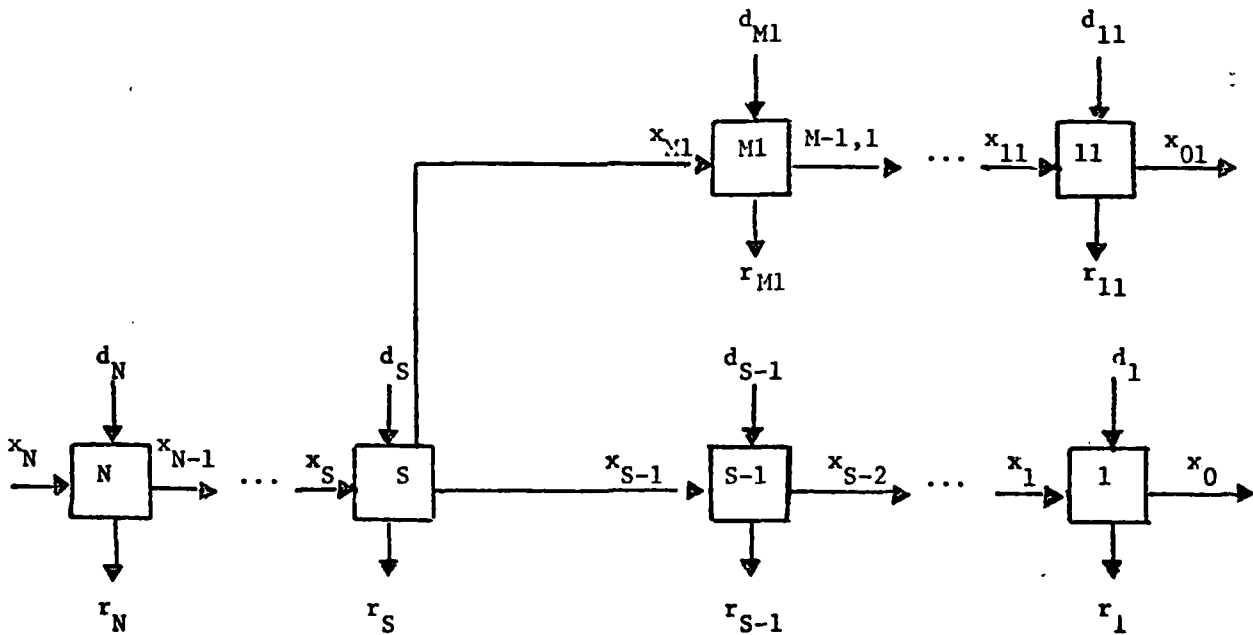 d_M1 d_11
x_M1 M1 M-1,1 ... x_11 11 x_01
r_M1 r_11
d_N d_S d_S-1 d_1
x_N N x_N-1 ... x_S S x_S-1 S-1 x_S-2 ... x_1 1 x_0
r_N r_S r_S-1 r_1